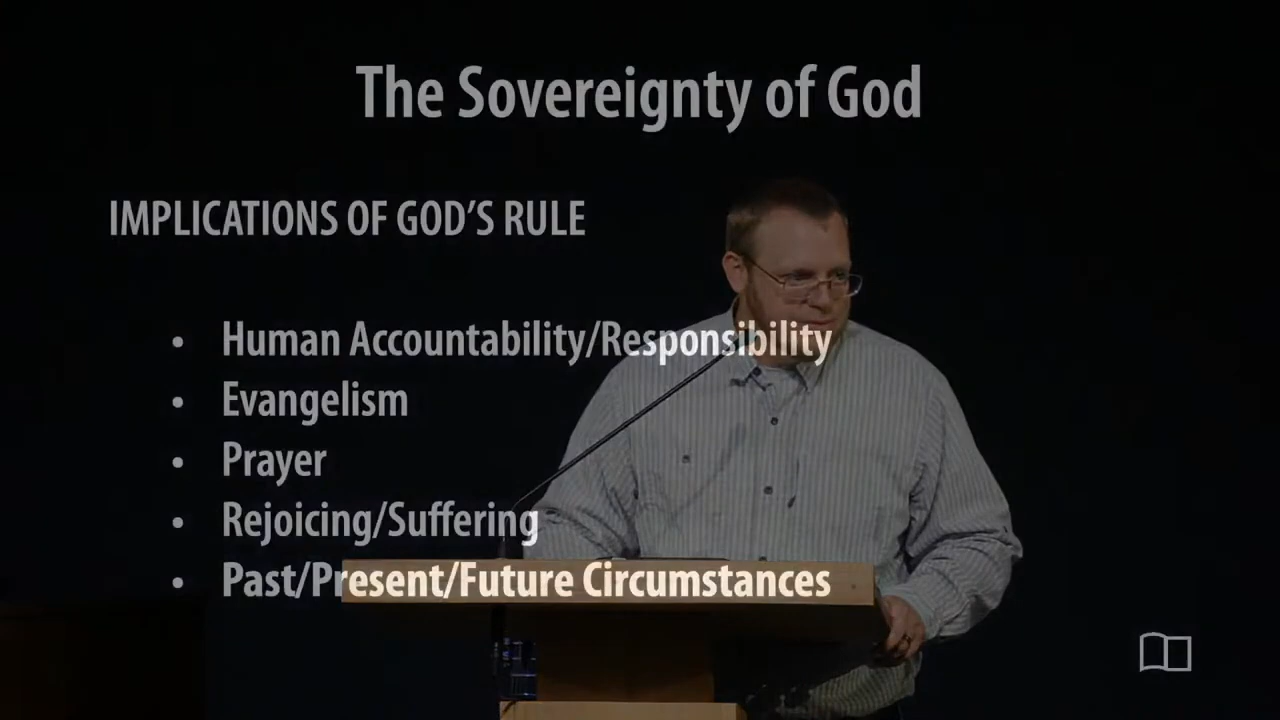 The Sovereignty of God
IMPLICATIONS OF GOD'S RULE
• Human Accountability/Responsibility
• Evangelism
• Prayer
• Rejoicing/Suffering
• Past/Present/Future Circumstances